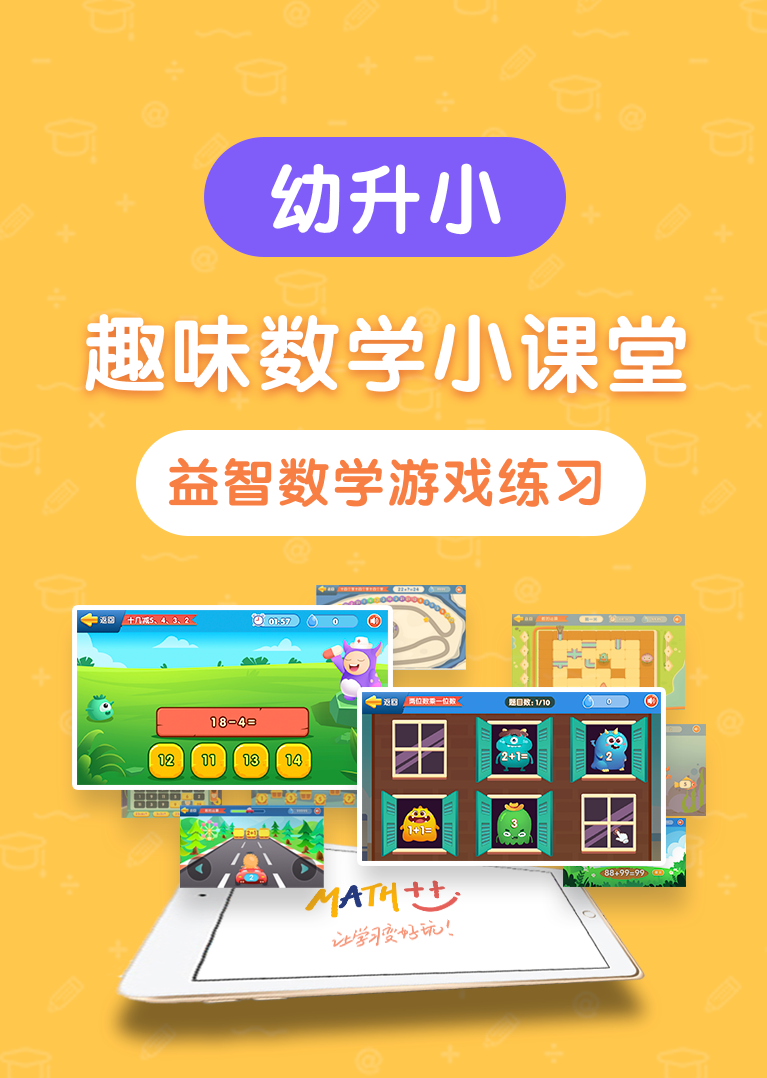 幼升小
趣味数学小课堂
益智数学游戏练习
返回
十几减5、4、3、2
01:57
0
18-4=
12
11
13
14
返回
两位数乘一位数
题目数：1/10
0
2+1=
2
1+1=
3
2
88+99=99
MATH++
让学习变好玩！